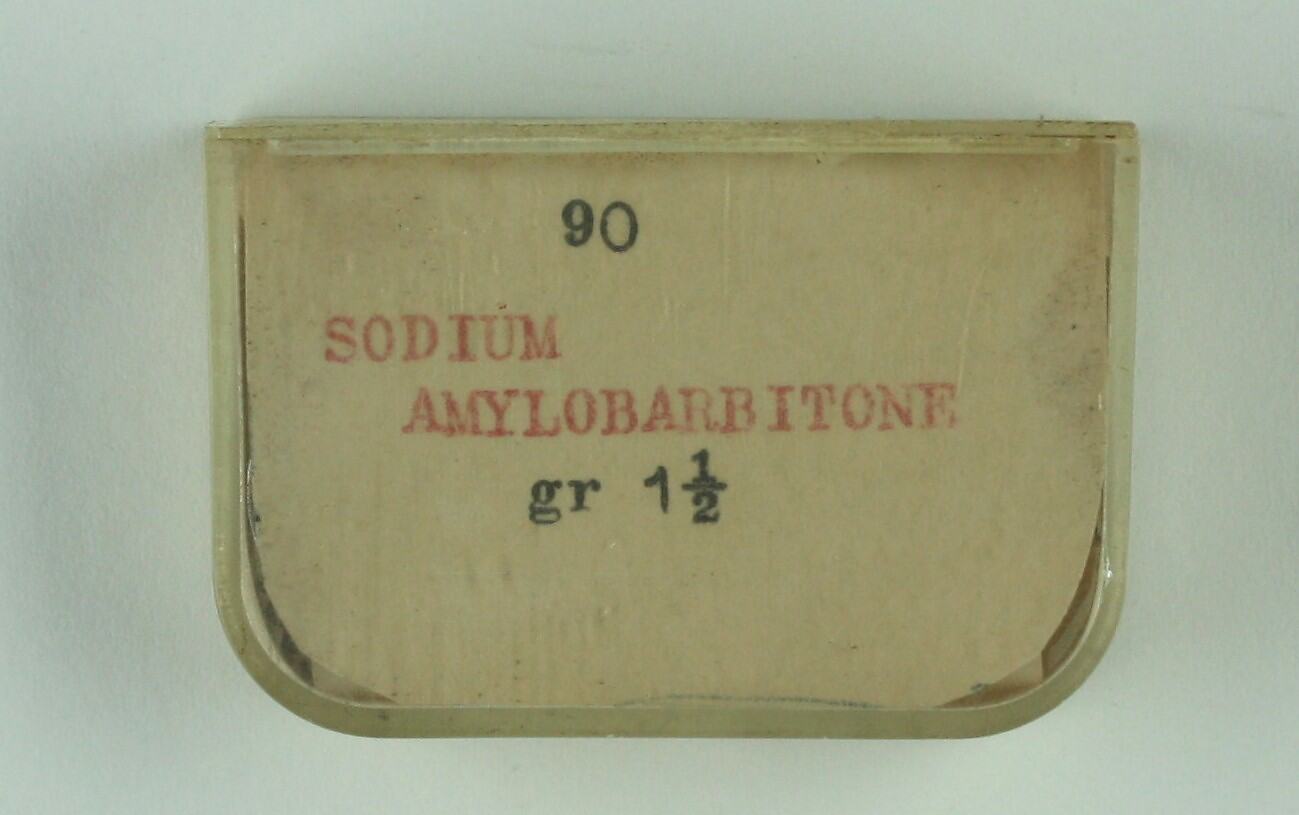 90
SODIUM
AMYLOBARBITONE
gr 1½